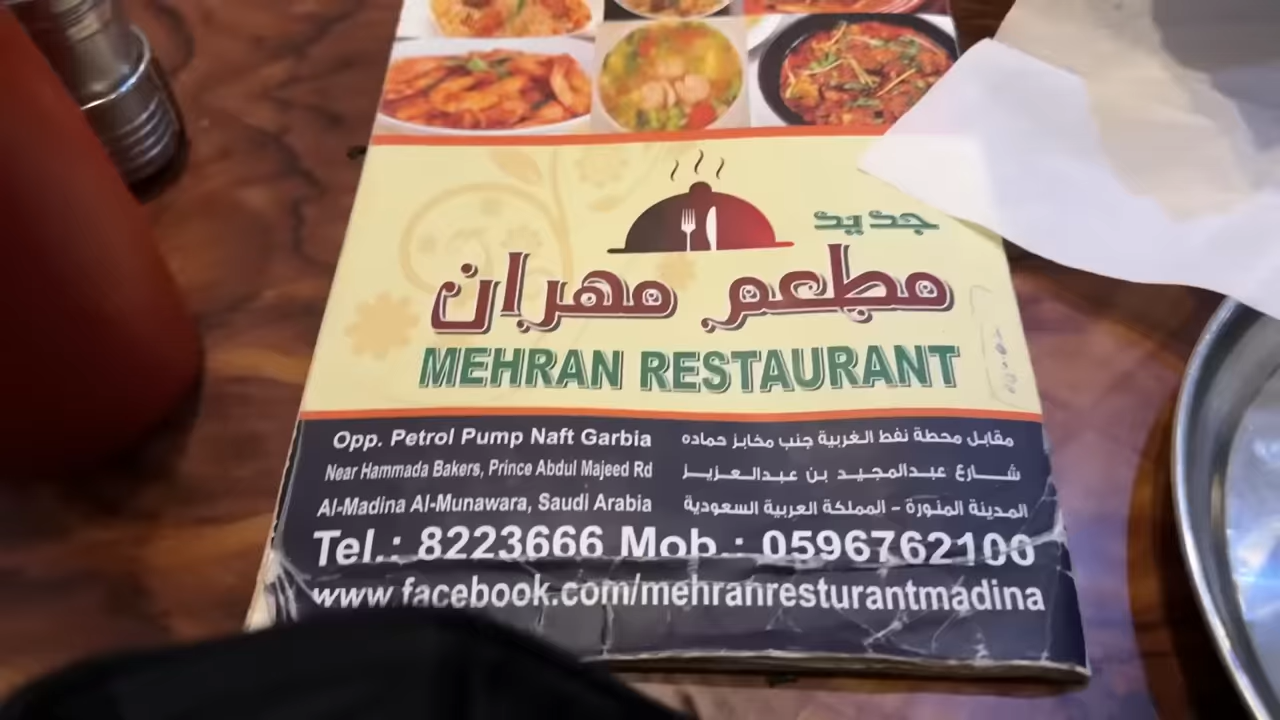 جديد
مطعم مهران
MEHRAN RESTAURANT
Opp. Petrol Pump Naft Garbia
مقابل محطة نفط الغربية جنب مخابز حماده
Near Hammada Bakers, Prince Abdul Majeed Rd
شارع عبدالمجيد بن عبدالعزيز
Al-Madina Al-Munawara, Saudi Arabia
المدينة المنورة - المملكة العربية السعودية
Tel.: 8223666 Mob.: 0596762100
www.facebook.com/mehranresturantmadina